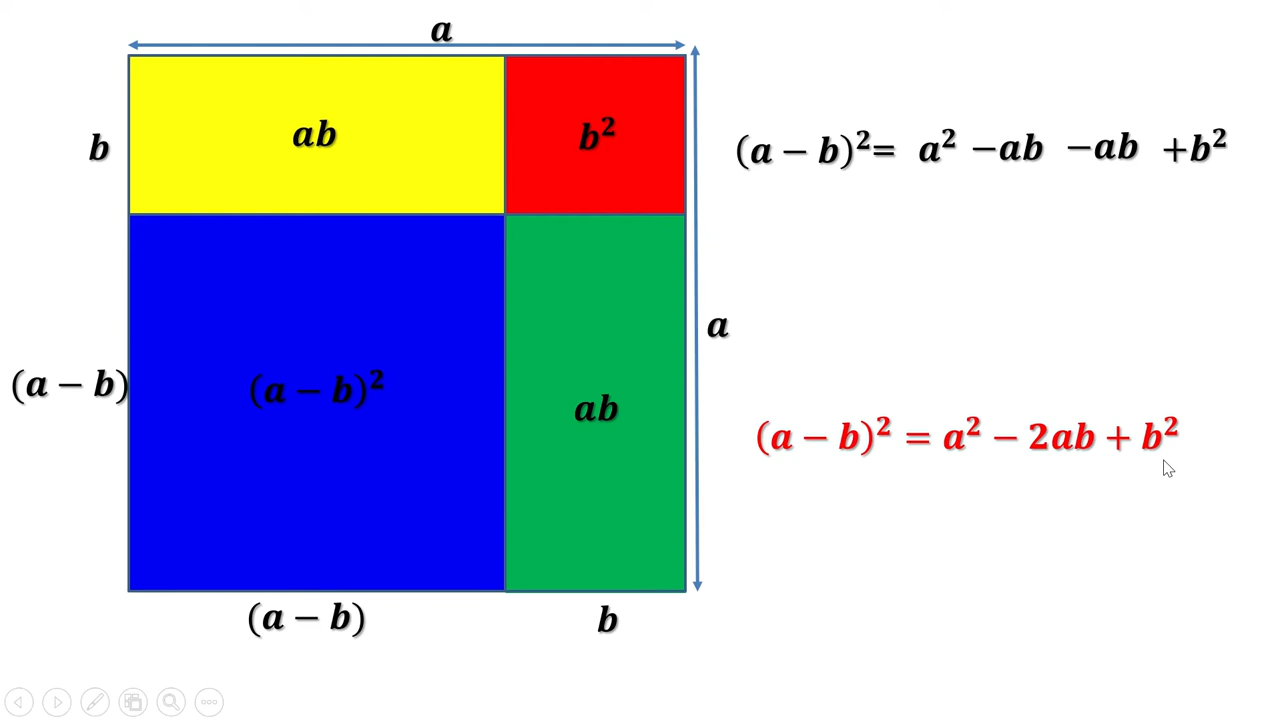 a
b
ab
b²
(a − b)² = a² −ab −ab +b²
a
(a − b)
(a − b)²
ab
(a − b)² = a² − 2ab + b²
(a − b)
b